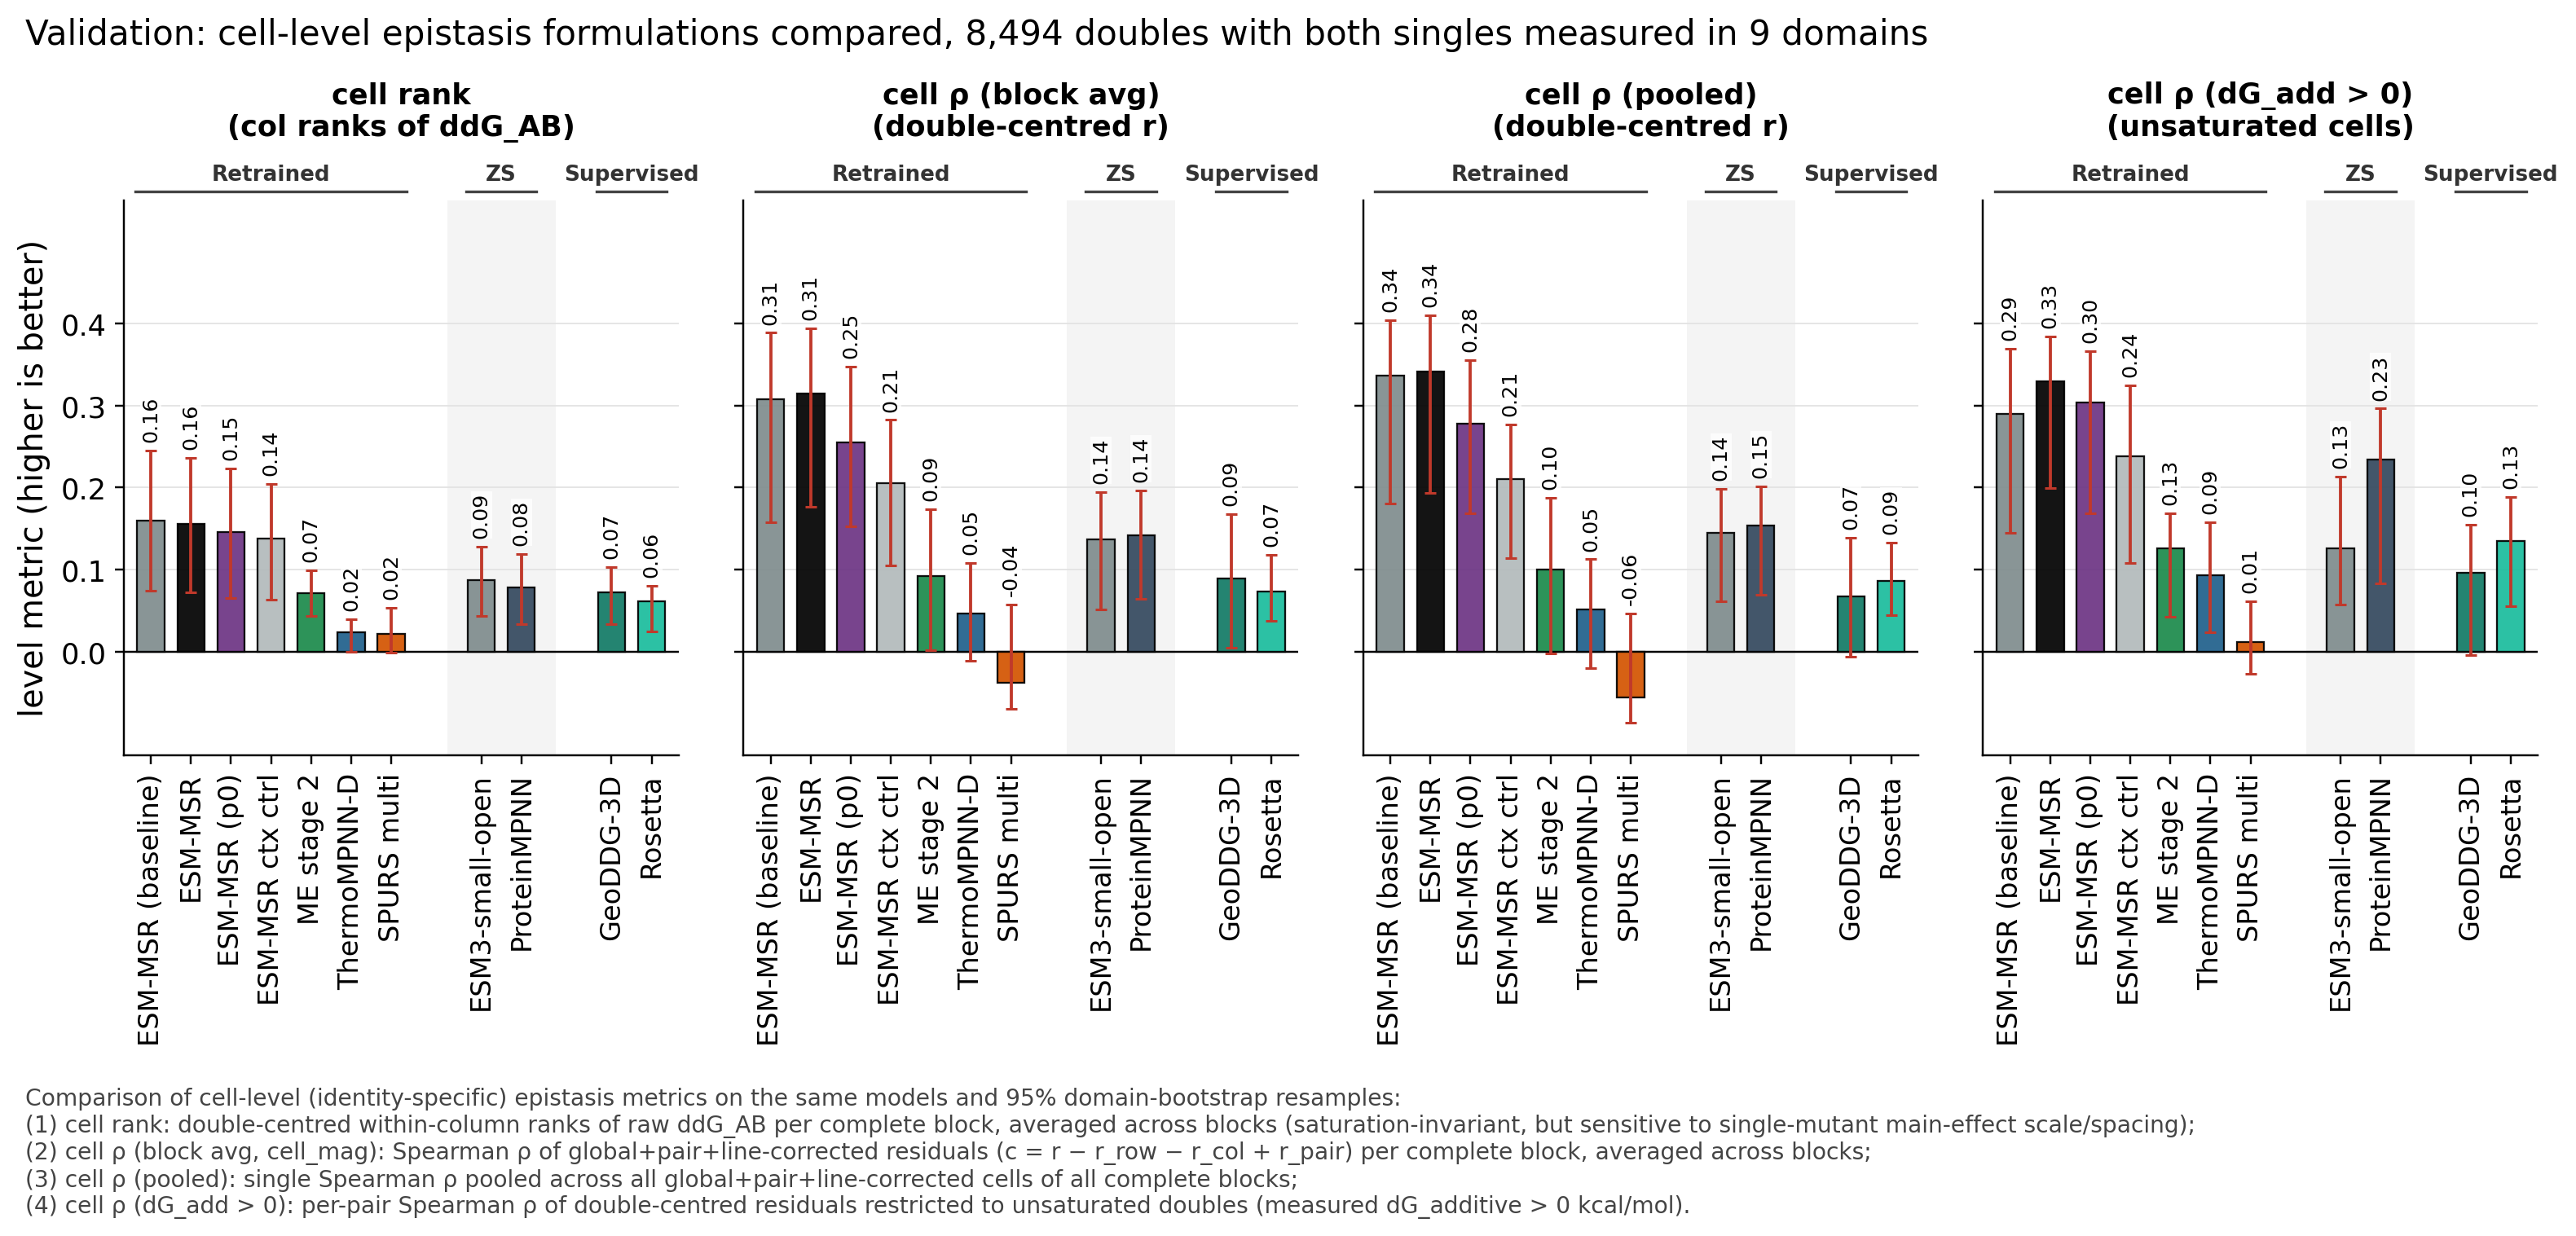 Validation: cell-level epistasis formulations compared, 8,494 doubles with both singles measured in 9 domains
cell rank
(col ranks of ddG_AB)
Retrained
ZS
Supervised
level metric (higher is better)
0.4
0.3
0.2
0.1
0.0
0.16
0.16
0.15
0.14
0.07
0.02
0.02
0.09
0.08
0.07
0.06
ESM-MSR (baseline)
ESM-MSR
ESM-MSR (p0)
ESM-MSR ctx ctrl
ME stage 2
ThermoMPNN-D
SPURS multi
ESM3-small-open
ProteinMPNN
GeoDDG-3D
Rosetta
cell ρ (block avg)
(double-centred r)
Retrained
ZS
Supervised
0.31
0.31
0.25
0.21
0.09
0.05
-0.04
0.14
0.14
0.09
0.07
ESM-MSR (baseline)
ESM-MSR
ESM-MSR (p0)
ESM-MSR ctx ctrl
ME stage 2
ThermoMPNN-D
SPURS multi
ESM3-small-open
ProteinMPNN
GeoDDG-3D
Rosetta
cell ρ (pooled)
(double-centred r)
Retrained
ZS
Supervised
0.34
0.34
0.28
0.21
0.10
0.05
-0.06
0.14
0.15
0.07
0.09
ESM-MSR (baseline)
ESM-MSR
ESM-MSR (p0)
ESM-MSR ctx ctrl
ME stage 2
ThermoMPNN-D
SPURS multi
ESM3-small-open
ProteinMPNN
GeoDDG-3D
Rosetta
cell ρ (dG_add > 0)
(unsaturated cells)
Retrained
ZS
Supervised
0.29
0.33
0.30
0.24
0.13
0.09
0.01
0.13
0.23
0.10
0.13
ESM-MSR (baseline)
ESM-MSR
ESM-MSR (p0)
ESM-MSR ctx ctrl
ME stage 2
ThermoMPNN-D
SPURS multi
ESM3-small-open
ProteinMPNN
GeoDDG-3D
Rosetta
Comparison of cell-level (identity-specific) epistasis metrics on the same models and 95% domain-bootstrap resamples:
(1) cell rank: double-centred within-column ranks of raw ddG_AB per complete block, averaged across blocks (saturation-invariant, but sensitive to single-mutant main-effect scale/spacing);
(2) cell ρ (block avg, cell_mag): Spearman ρ of global+pair+line-corrected residuals (c = r − r_row − r_col + r_pair) per complete block, averaged across blocks;
(3) cell ρ (pooled): single Spearman ρ pooled across all global+pair+line-corrected cells of all complete blocks;
(4) cell ρ (dG_add > 0): per-pair Spearman ρ of double-centred residuals restricted to unsaturated doubles (measured dG_additive > 0 kcal/mol).